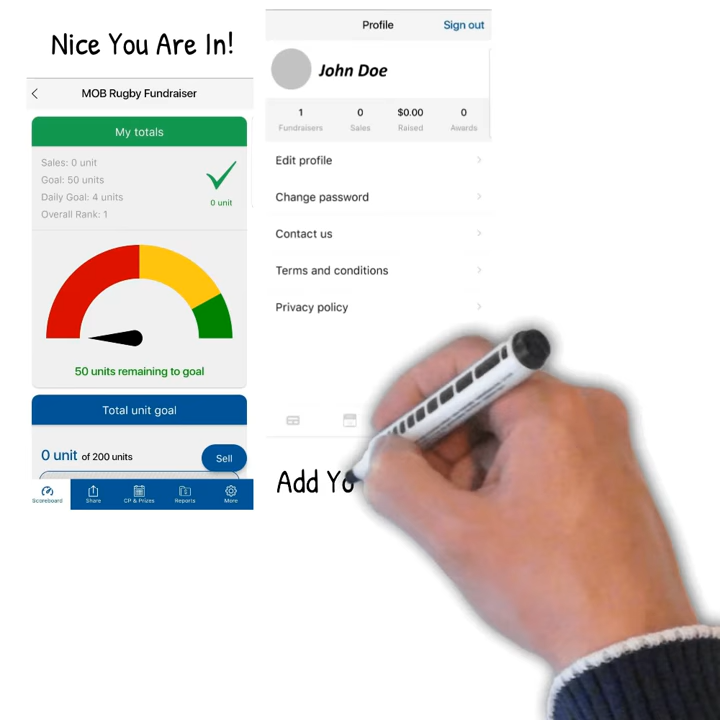 Nice You Are In!
MOB Rugby Fundraiser
My totals
Sales: 0 unit
Goal: 50 units
Daily Goal: 4 units
Overall Rank: 1
0 unit
50 units remaining to goal
Total unit goal
0 unit of 200 units
Sell
Scoreboard
Share
CP & Prizes
Reports
More
Profile
Sign out
John Doe
1
0
$0.00
0
Fundraisers
Sales
Raised
Awards
Edit profile
Change password
Contact us
Terms and conditions
Privacy policy
Add Yo